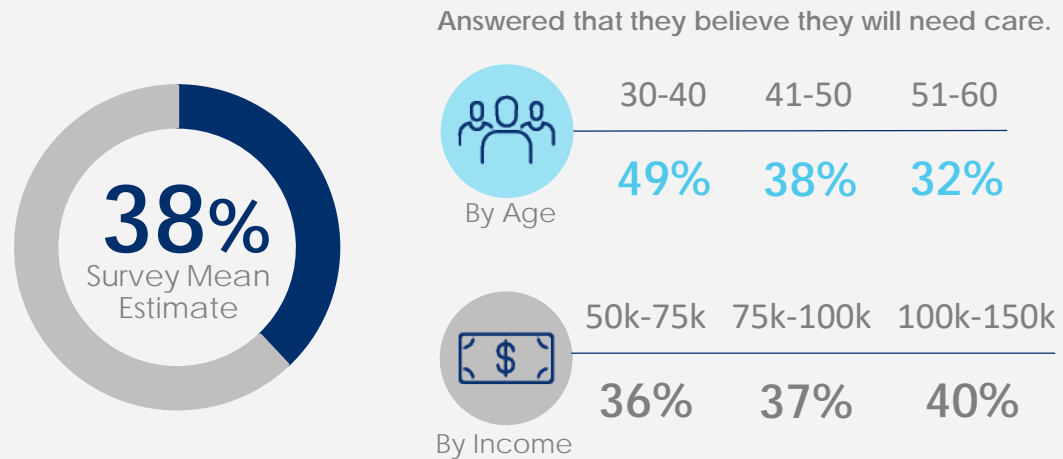 Answered that they believe they will need care.
38%
Survey Mean
Estimate
30-40 41-50 51-60
49% 38% 32%
By Age
50k-75k 75k-100k 100k-150k
$
36% 37% 40%
By Income